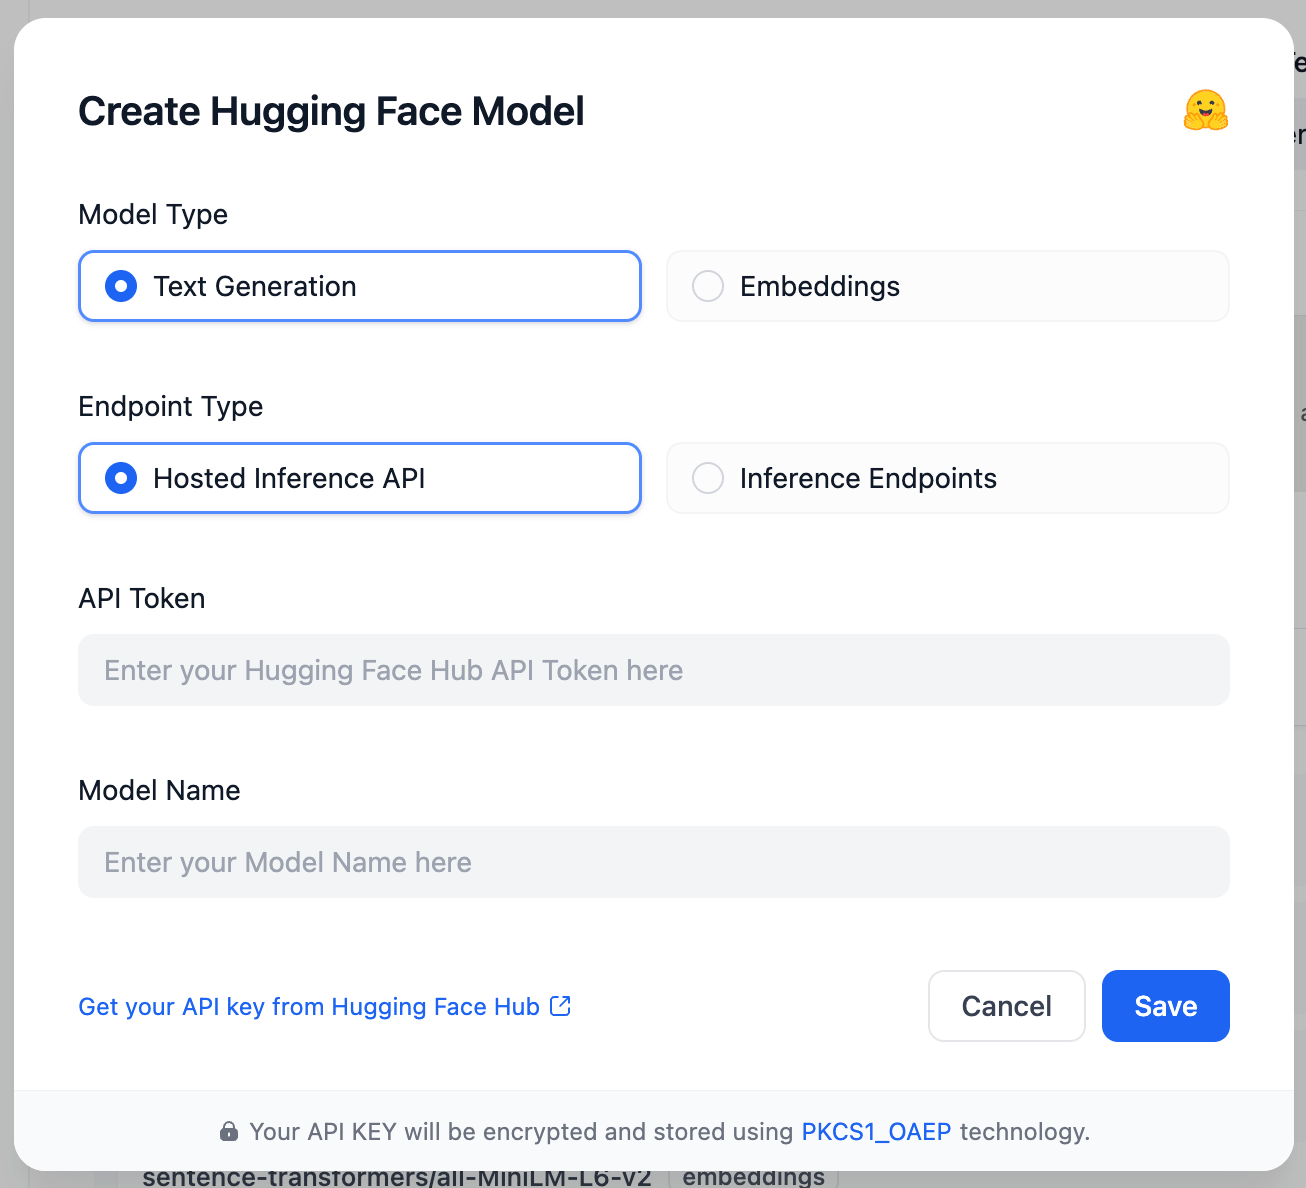 Create Hugging Face Model
Model Type
Text Generation
Embeddings
Endpoint Type
Hosted Inference API
Inference Endpoints
API Token
Enter your Hugging Face Hub API Token here
Model Name
Enter your Model Name here
Get your API key from Hugging Face Hub
Cancel
Save
Your API KEY will be encrypted and stored using PKCS1_OAEP technology.
sentence-transformers/all-MiniLM-L6-v2 embeddings